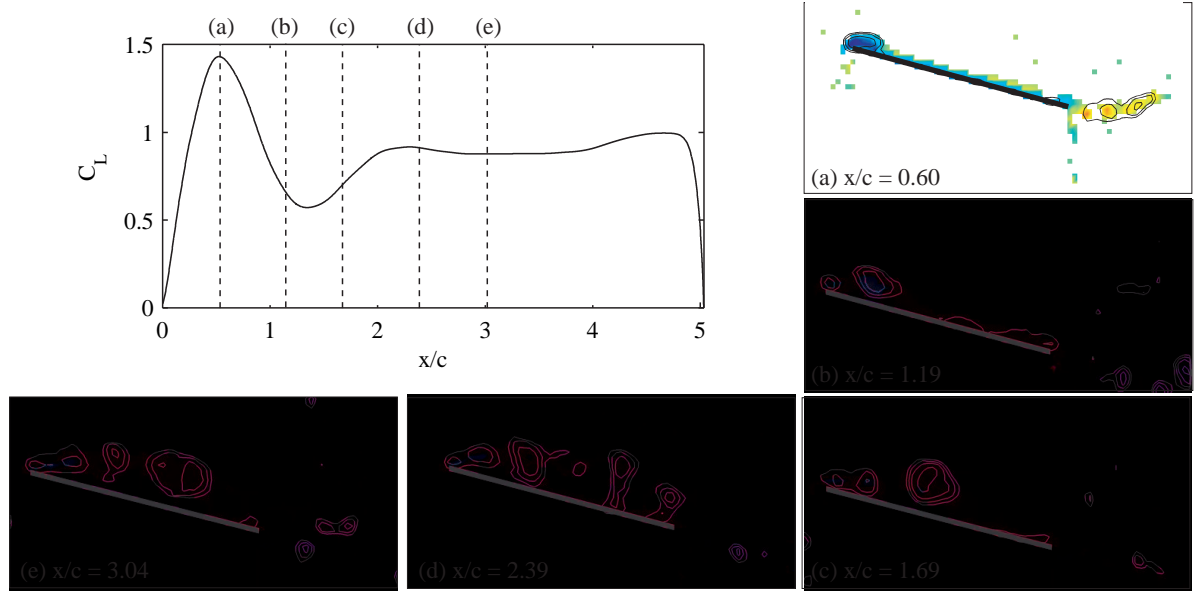 (a) (b) (c) (d) (e)
1.5
1
0.5
0
C_L
0 1 2 3 4 5
x/c
(a) x/c = 0.60
(b) x/c = 1.19
(e) x/c = 3.04
(d) x/c = 2.39
(c) x/c = 1.69